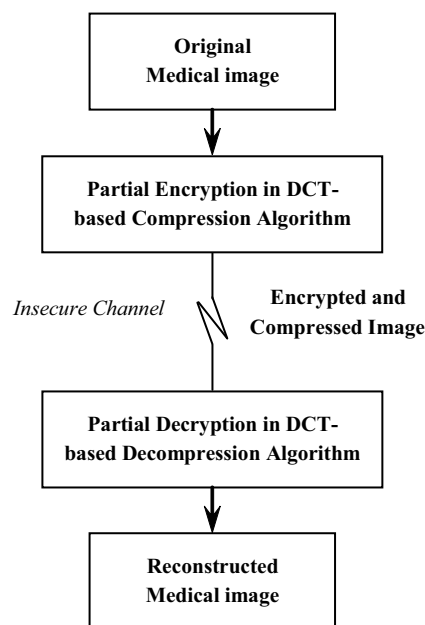 Original
Medical image
Partial Encryption in DCT-
based Compression Algorithm
Insecure Channel
Encrypted and
Compressed Image
Partial Decryption in DCT-
based Decompression Algorithm
Reconstructed
Medical image